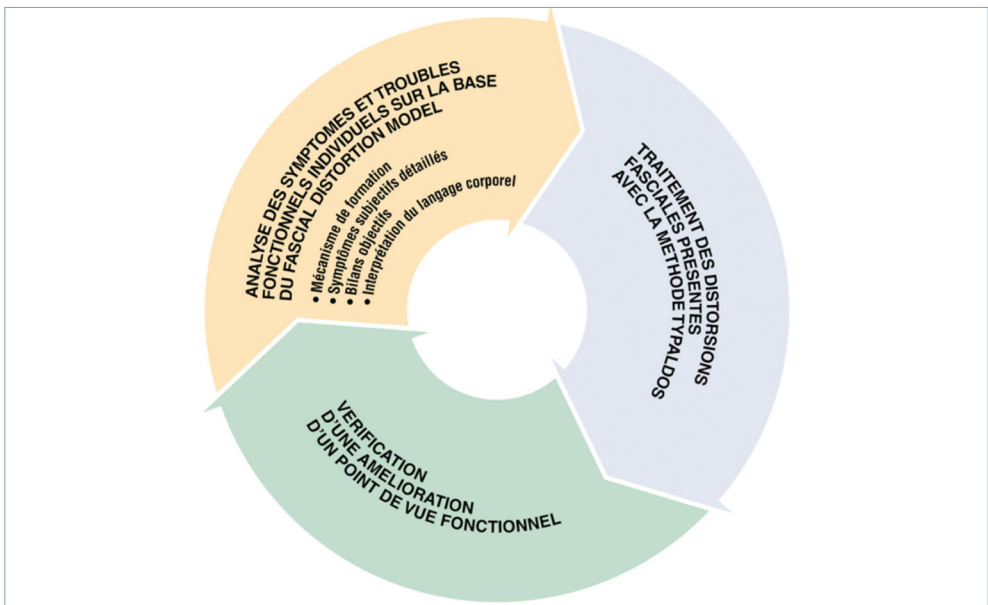 ANALYSE DES SYMPTOMES ET TROUBLES
FONCTIONNELS INDIVIDUELS SUR LA BASE
DU FASCIAL DISTORTION MODEL
• Mécanisme de formation
• Symptômes subjectifs détaillés
• Bilans objectifs
• Interprétation du langage corporel
TRAITEMENT DES DISTORSIONS
FASCIALES PRESENTES
AVEC LA METHODE TYPALDOS
VERIFICATION
D'UNE AMELIORATION
D'UN POINT DE VUE FONCTIONNEL